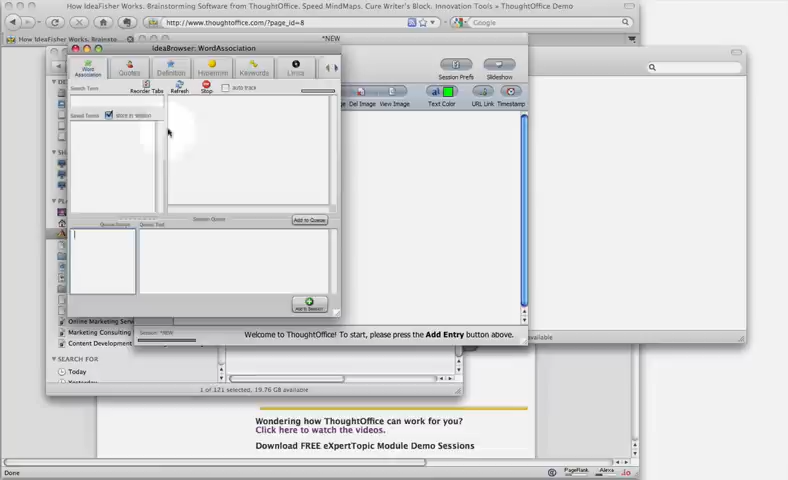 How IdeaFisher Works. Brainstorming Software from ThoughtOffice. Speed MindMaps. Cure Writer's Block. Innovation Tools » ThoughtOffice Demo
http://www.thoughtoffice.com/?page_id=8
Google
How IdeaFisher Works, Brainsto...
*NEW
IdeaBrowser: WordAssociation
Word Association
Quotes
Definition
Hypernym
Keywords
Lyrics
Session Prefs
Slideshow
Search Term
Reorder Tabs
Refresh
Stop
auto track
Del Image
View Image
Text Color
URL Link
Timestamp
Saved Terms
store in session
Session Queue
Add to Queue
Queue Text
Add to Session
Online Marketing Servi
Marketing Consulting
Content Development
SEARCH FOR
Today
Yesterday
Session: *NEW
Welcome to ThoughtOffice! To start, please press the Add Entry button above.
available
1 of 121 selected, 19.76 GB available
Wondering how ThoughtOffice can work for you?
Click here to watch the videos.
Download FREE eXpertTopic Module Demo Sessions
Done
PageRank
Alexa
.io